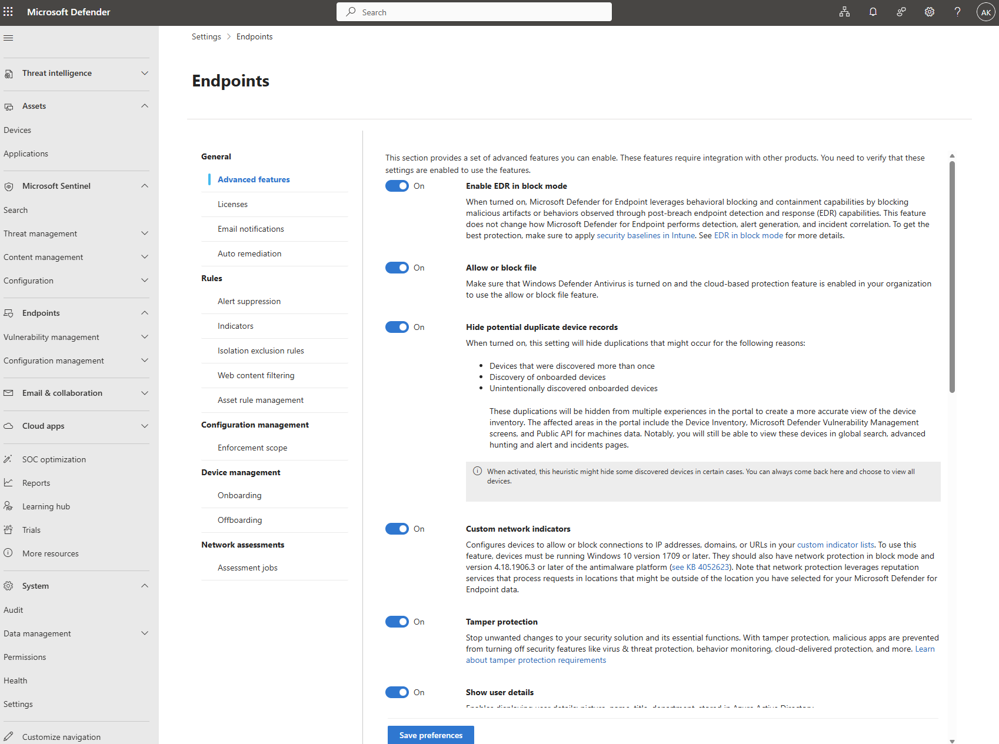 Microsoft Defender
Search
AK
Settings > Endpoints
Threat intelligence
Assets
Devices
Applications
Microsoft Sentinel
Search
Threat management
Content management
Configuration
Endpoints
Vulnerability management
Configuration management
Email & collaboration
Cloud apps
SOC optimization
Reports
Learning hub
Trials
More resources
System
Audit
Data management
Permissions
Health
Settings
Customize navigation
Endpoints
General
Advanced features
Licenses
Email notifications
Auto remediation
Rules
Alert suppression
Indicators
Isolation exclusion rules
Web content filtering
Asset rule management
Configuration management
Enforcement scope
Device management
Onboarding
Offboarding
Network assessments
Assessment jobs
This section provides a set of advanced features you can enable. These features require integration with other products. You need to verify that these
settings are enabled to use the features.
On
Enable EDR in block mode
When turned on, Microsoft Defender for Endpoint leverages behavioral blocking and containment capabilities by blocking
malicious artifacts or behaviors observed through post-breach endpoint detection and response (EDR) capabilities. This feature
does not change how Microsoft Defender for Endpoint performs detection, alert generation, and incident correlation. To get the
best protection, make sure to apply security baselines in Intune. See EDR in block mode for more details.
On
Allow or block file
Make sure that Windows Defender Antivirus is turned on and the cloud-based protection feature is enabled in your organization
to use the allow or block file feature.
On
Hide potential duplicate device records
When turned on, this setting will hide duplications that might occur for the following reasons:
• Devices that were discovered more than once
• Discovery of onboarded devices
• Unintentionally discovered onboarded devices
These duplications will be hidden from multiple experiences in the portal to create a more accurate view of the device
inventory. The affected areas in the portal include the Device Inventory, Microsoft Defender Vulnerability Management
screens, and Public API for machines data. Notably, you will still be able to view these devices in global search, advanced
hunting and alert and incidents pages.
When activated, this heuristic might hide some discovered devices in certain cases. You can always come back here and choose to view all
devices.
On
Custom network indicators
Configures devices to allow or block connections to IP addresses, domains, or URLs in your custom indicator lists. To use this
feature, devices must be running Windows 10 version 1709 or later. They should also have network protection in block mode and
version 4.18.1906.3 or later of the antimalware platform (see KB 4052623). Note that network protection leverages reputation
services that process requests in locations that might be outside of the location you have selected for your Microsoft Defender for
Endpoint data.
On
Tamper protection
Stop unwanted changes to your security solution and its essential functions. With tamper protection, malicious apps are prevented
from turning off security features like virus & threat protection, behavior monitoring, cloud-delivered protection, and more. Learn
about tamper protection requirements
On
Show user details
Enables displaying user details: picture, name, title, department, stored in Azure Active Directory
Save preferences